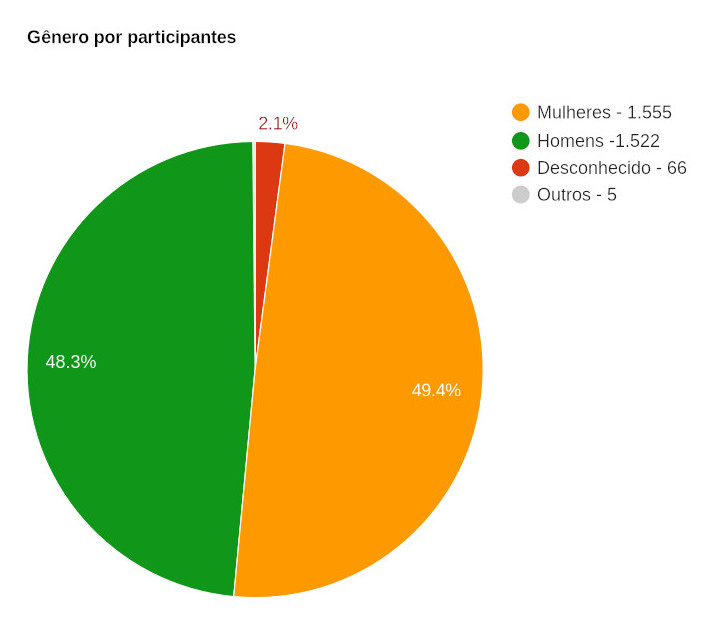 Gênero por participantes
2.1%
Mulheres - 1.555
Homens -1.522
Desconhecido - 66
Outros - 5
48.3%
49.4%